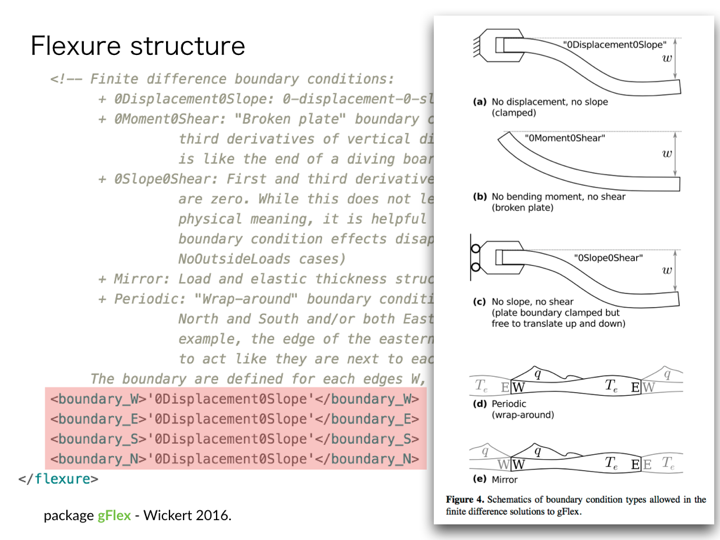 Flexure structure
<!-- Finite difference boundary conditions:
+ 0Displacement0Slope: 0-displacement-0-sl
+ 0Moment0Shear: "Broken plate" boundary c
third derivatives of vertical di
is like the end of a diving boar
+ 0Slope0Shear: First and third derivative
are zero. While this does not le
physical meaning, it is helpful
boundary condition effects disap
NoOutsideLoads cases)
+ Mirror: Load and elastic thickness struc
+ Periodic: "Wrap-around" boundary conditi
North and South and/or both East
example, the edge of the eastern
to act like they are next to eac
The boundary are defined for each edges W,
<boundary_W>'0Displacement0Slope'</boundary_W>
<boundary_E>'0Displacement0Slope'</boundary_E>
<boundary_S>'0Displacement0Slope'</boundary_S>
<boundary_N>'0Displacement0Slope'</boundary_N>
</flexure>
package gFlex - Wickert 2016.
"0Displacement0Slope"
w
(a) No displacement, no slope
(clamped)
"0Moment0Shear"
w
(b) No bending moment, no shear
(broken plate)
"0Slope0Shear"
w
(c) No slope, no shear
(plate boundary clamped but
free to translate up and down)
q q
Te E W Te E W
(d) Periodic
(wrap-around)
q q
W W Te E E Te
(e) Mirror
Figure 4. Schematics of boundary condition types allowed in the
finite difference solutions to gFlex.